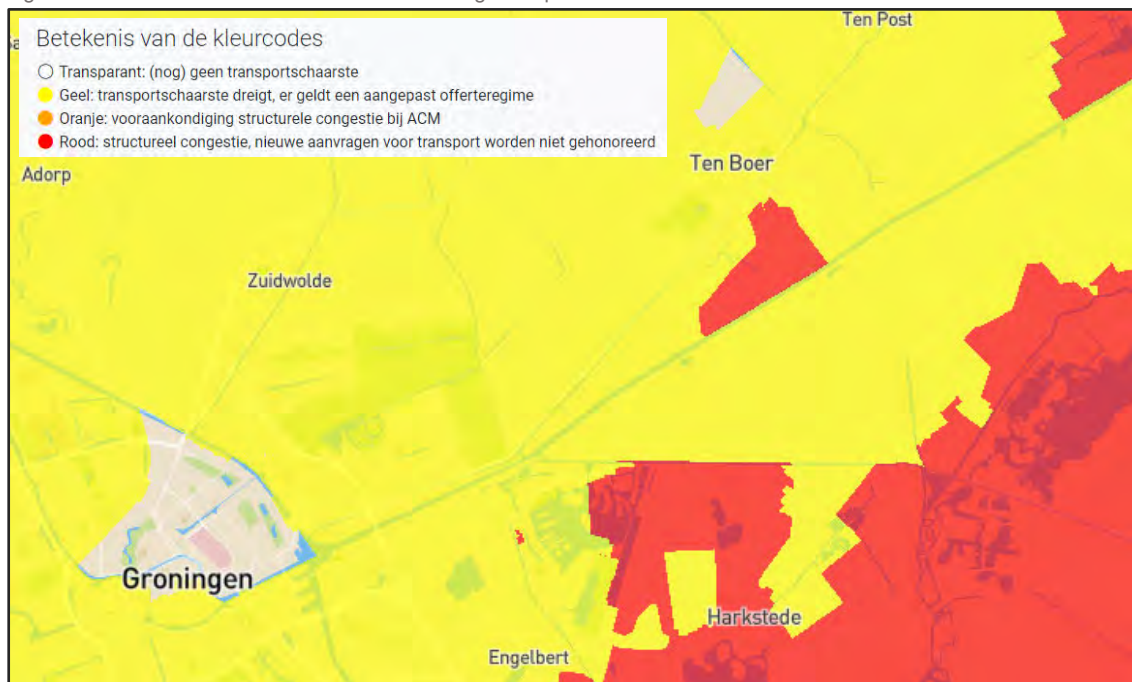 Ten Post
Betekenis van de kleurcodes
Transparant: (nog) geen transportschaarste
Geel: transportschaarste dreigt, er geldt een aangepast offerteregime
Oranje: vooraankondiging structurele congestie bij ACM
Rood: structureel congestie, nieuwe aanvragen voor transport worden niet gehonoreerd
Ten Boer
Adorp
Zuidwolde
Groningen
Harkstede
Engelbert